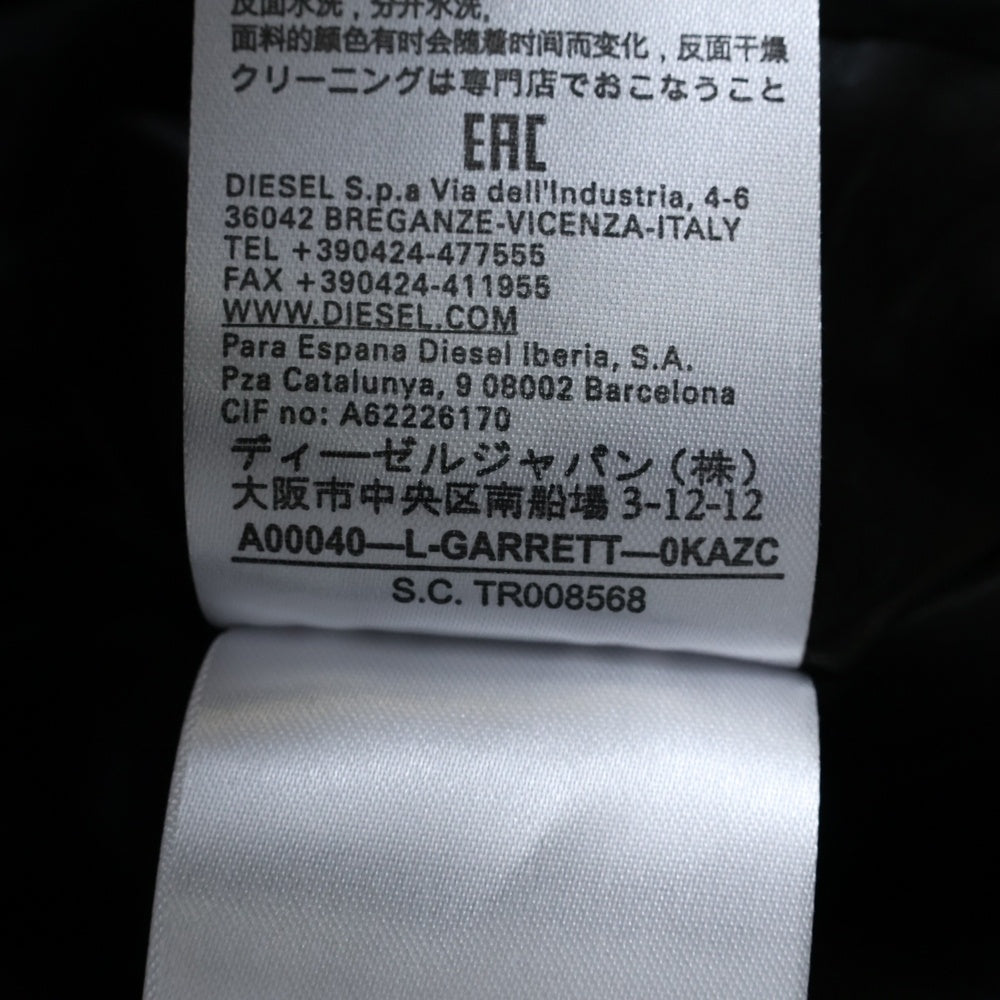 反面水洗，分开水洗，
面料的颜色有时会随着时间而变化，反面干燥
クリーニングは専門店でおこなうこと
EAC
DIESEL S.p.a Via dell'Industria, 4-6
36042 BREGANZE-VICENZA-ITALY
TEL +390424-477555
FAX +390424-411955
WWW.DIESEL.COM
Para Espana Diesel Iberia, S.A.
Pza Catalunya, 9 08002 Barcelona
CIF no: A62226170
ディーゼルジャパン（株）
大阪市中央区南船場 3-12-12
A00040—L-GARRETT—0KAZC
S.C. TR008568